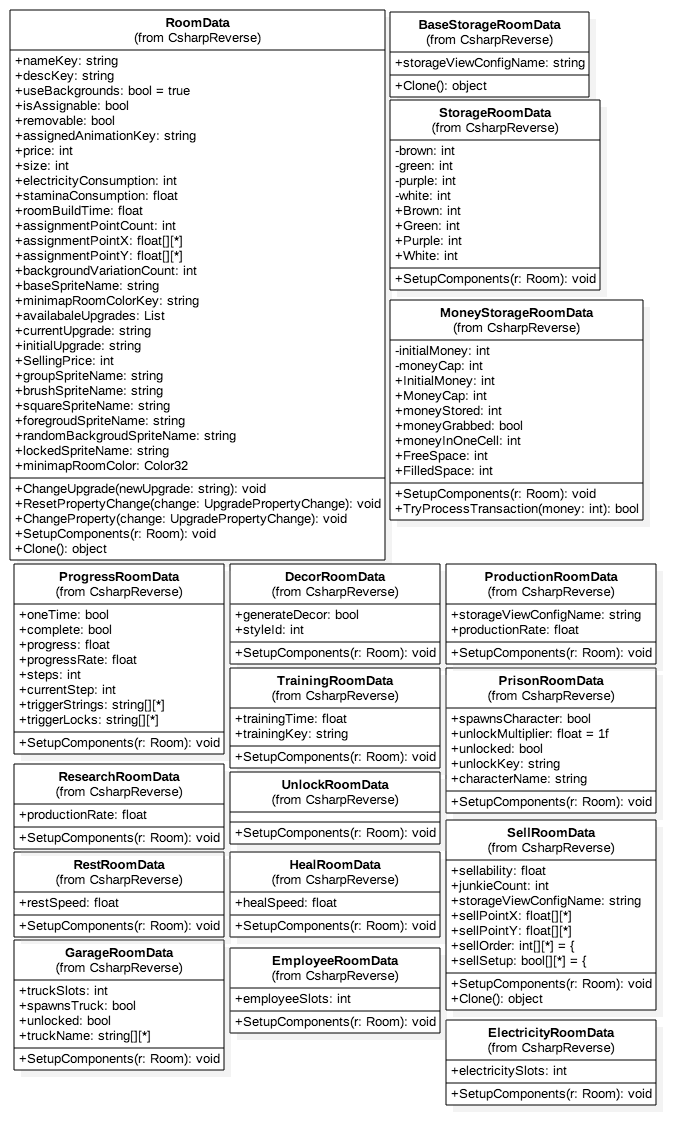 RoomData
(from CsharpReverse)
+nameKey: string
+descKey: string
+useBackgrounds: bool = true
+isAssignable: bool
+removable: bool
+assignedAnimationKey: string
+price: int
+size: int
+electricityConsumption: int
+staminaConsumption: float
+roomBuildTime: float
+assignmentPointCount: int
+assignmentPointX: float[][*]
+assignmentPointY: float[][*]
+backgroundVariationCount: int
+baseSpriteName: string
+minimapRoomColorKey: string
+availabaleUpgrades: List
+currentUpgrade: string
+initialUpgrade: string
+SellingPrice: int
+groupSpriteName: string
+brushSpriteName: string
+squareSpriteName: string
+foregroudSpriteName: string
+randomBackgroudSpriteName: string
+lockedSpriteName: string
+minimapRoomColor: Color32
+ChangeUpgrade(newUpgrade: string): void
+ResetPropertyChange(change: UpgradePropertyChange): void
+ChangeProperty(change: UpgradePropertyChange): void
+SetupComponents(r: Room): void
+Clone(): object
BaseStorageRoomData
(from CsharpReverse)
+storageViewConfigName: string
+Clone(): object
StorageRoomData
(from CsharpReverse)
-brown: int
-green: int
-purple: int
-white: int
+Brown: int
+Green: int
+Purple: int
+White: int
+SetupComponents(r: Room): void
MoneyStorageRoomData
(from CsharpReverse)
-initialMoney: int
-moneyCap: int
+InitialMoney: int
+MoneyCap: int
+moneyStored: int
+moneyGrabbed: bool
+moneyInOneCell: int
+FreeSpace: int
+FilledSpace: int
+SetupComponents(r: Room): void
+TryProcessTransaction(money: int): bool
ProgressRoomData
(from CsharpReverse)
+oneTime: bool
+complete: bool
+progress: float
+progressRate: float
+steps: int
+currentStep: int
+triggerStrings: string[][*]
+triggerLocks: string[][*]
+SetupComponents(r: Room): void
ResearchRoomData
(from CsharpReverse)
+productionRate: float
+SetupComponents(r: Room): void
RestRoomData
(from CsharpReverse)
+restSpeed: float
+SetupComponents(r: Room): void
GarageRoomData
(from CsharpReverse)
+truckSlots: int
+spawnsTruck: bool
+unlocked: bool
+truckName: string[][*]
+SetupComponents(r: Room): void
DecorRoomData
(from CsharpReverse)
+generateDecor: bool
+styleId: int
+SetupComponents(r: Room): void
TrainingRoomData
(from CsharpReverse)
+trainingTime: float
+trainingKey: string
+SetupComponents(r: Room): void
UnlockRoomData
(from CsharpReverse)
+SetupComponents(r: Room): void
HealRoomData
(from CsharpReverse)
+healSpeed: float
+SetupComponents(r: Room): void
EmployeeRoomData
(from CsharpReverse)
+employeeSlots: int
+SetupComponents(r: Room): void
ProductionRoomData
(from CsharpReverse)
+storageViewConfigName: string
+productionRate: float
+SetupComponents(r: Room): void
PrisonRoomData
(from CsharpReverse)
+spawnsCharacter: bool
+unlockMultiplier: float = 1f
+unlocked: bool
+unlockKey: string
+characterName: string
+SetupComponents(r: Room): void
SellRoomData
(from CsharpReverse)
+sellability: float
+junkieCount: int
+storageViewConfigName: string
+sellPointX: float[][*]
+sellPointY: float[][*]
+sellOrder: int[][*] = {
+sellSetup: bool[][*] = {
+SetupComponents(r: Room): void
+Clone(): object
ElectricityRoomData
(from CsharpReverse)
+electricitySlots: int
+SetupComponents(r: Room): void